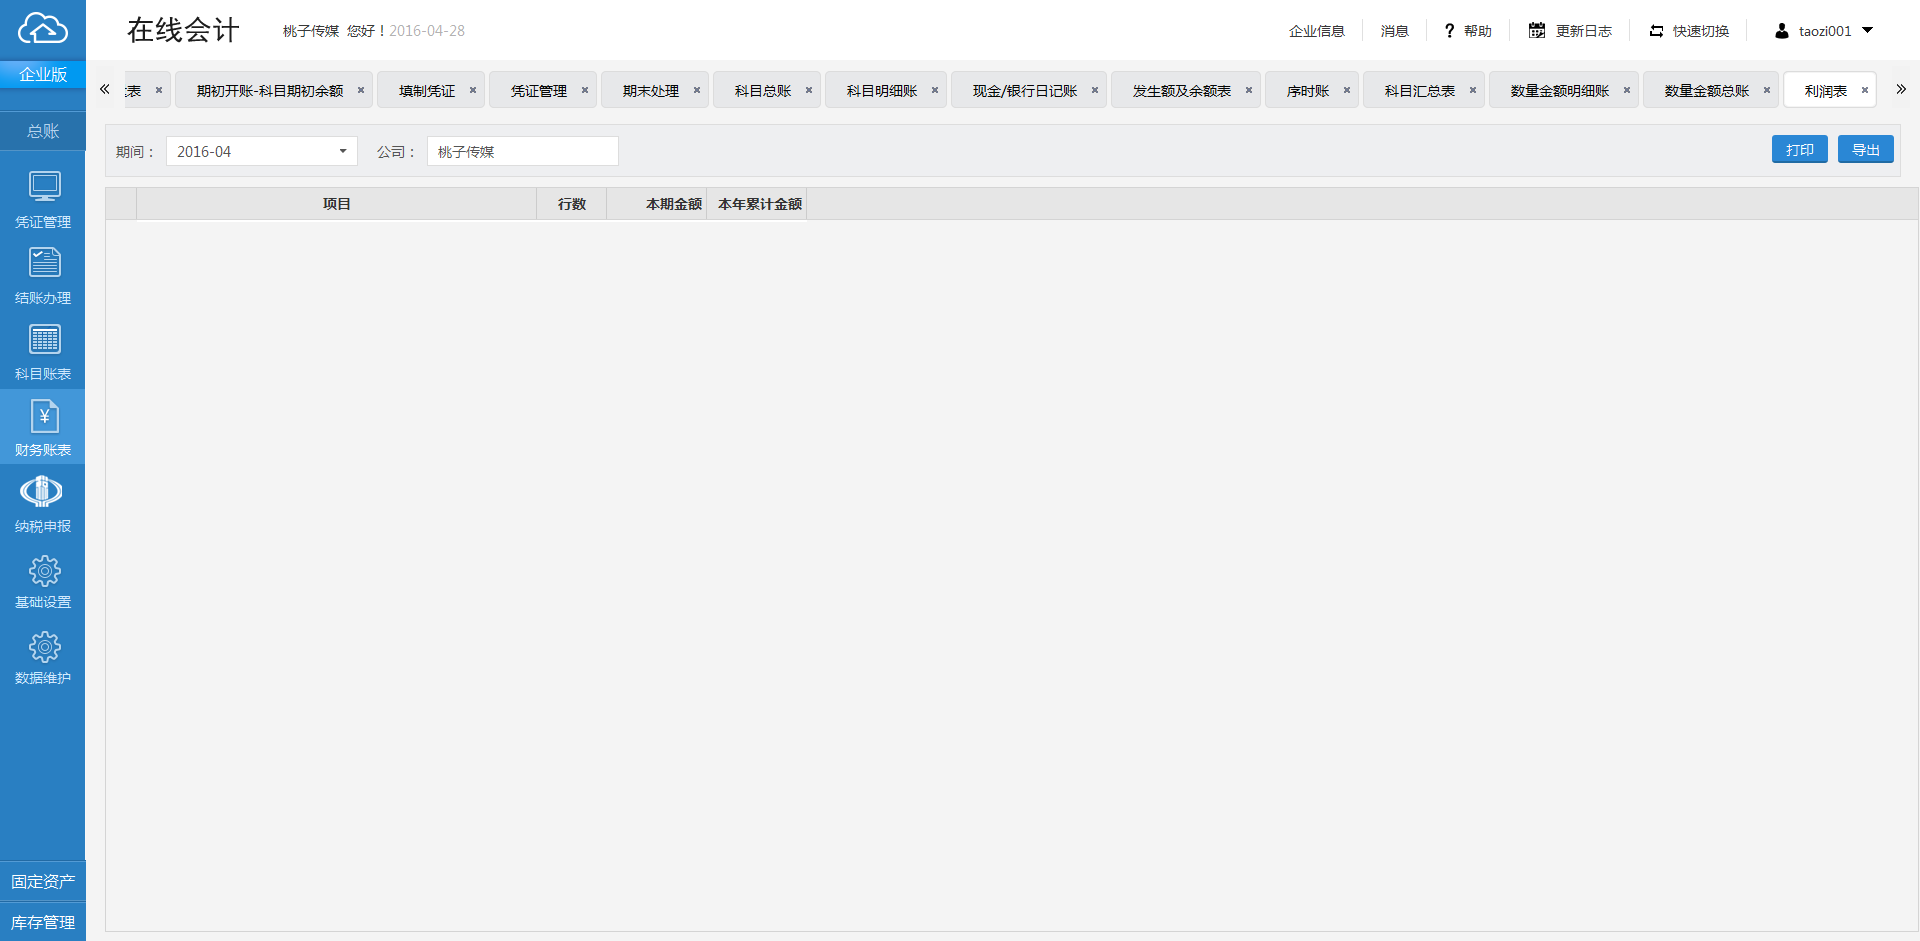 在线会计
桃子传媒 您好！2016-04-28
企业信息
消息
? 帮助
更新日志
快速切换
taozi001
企业版
总账
凭证管理
结账办理
科目账表
财务账表
纳税申报
基础设置
数据维护
固定资产
库存管理
表 期初开账-科目期初余额 填制凭证 凭证管理 期末处理 科目总账 科目明细账 现金/银行日记账 发生额及余额表 序时账 科目汇总表 数量金额明细账 数量金额总账 利润表
期间： 2016-04 公司： 桃子传媒 打印 导出
项目 行数 本期金额 本年累计金额